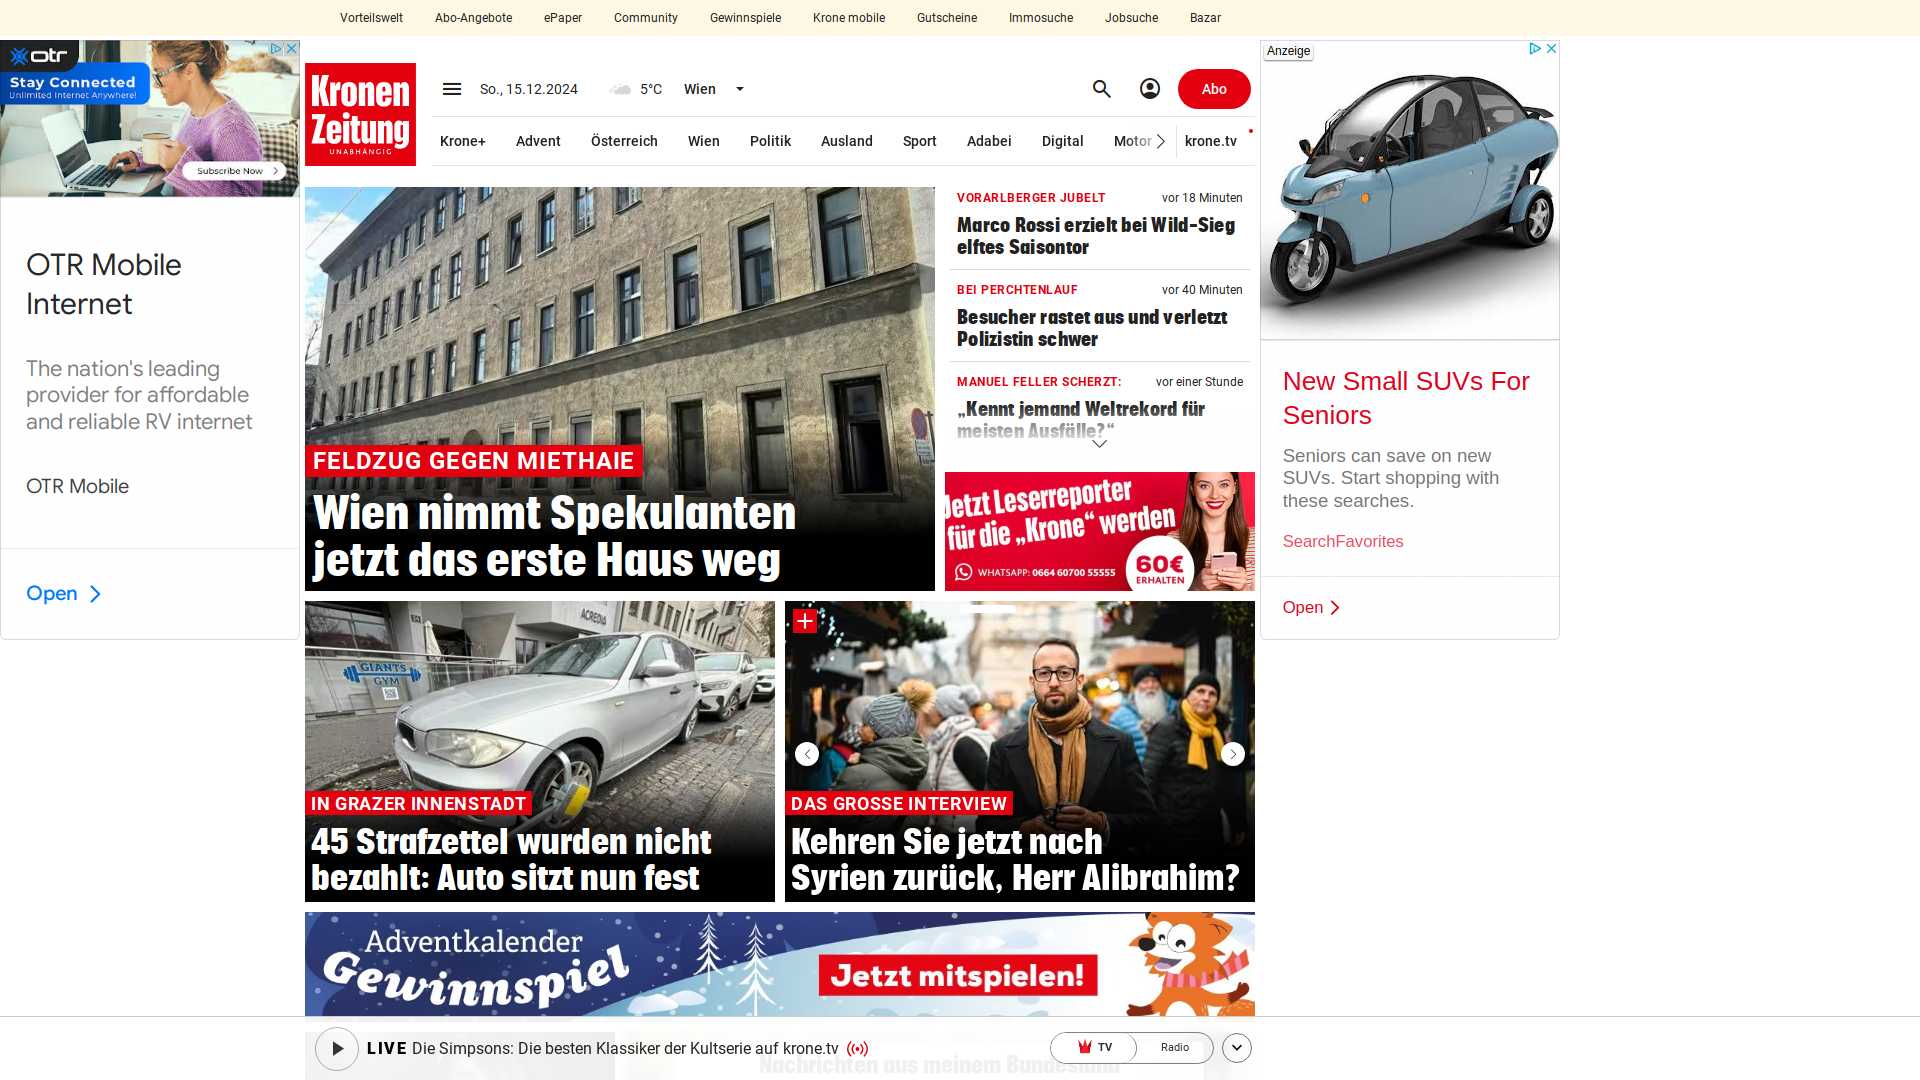 Vorteilswelt
Abo-Angebote
ePaper
Community
Gewinnspiele
Krone mobile
Gutscheine
Immosuche
Jobsuche
Bazar
otr
Stay Connected
Unlimited Internet Anywhere!
Subscribe Now
OTR Mobile
Internet
The nation's leading
provider for affordable
and reliable RV internet
OTR Mobile
Open
Kronen
Zeitung
UNABHÄNGIG
So., 15.12.2024
5°C
Wien
Abo
Krone+
Advent
Österreich
Wien
Politik
Ausland
Sport
Adabei
Digital
Motor
krone.tv
FELDZUG GEGEN MIETHAIE
Wien nimmt Spekulanten
jetzt das erste Haus weg
VORARLBERGER JUBELT
vor 18 Minuten
Marco Rossi erzielt bei Wild-Sieg
elftes Saisontor
BEI PERCHTENLAUF
vor 40 Minuten
Besucher rastet aus und verletzt
Polizistin schwer
MANUEL FELLER SCHERZT:
vor einer Stunde
„Kennt jemand Weltrekord für
meisten Ausfälle?“
Jetzt Leserreporter
für die „Krone“ werden
WHATSAPP: 0664 60700 55555
60€
ERHALTEN
ACREDIA
GIANTS
GYM
IN GRAZER INNENSTADT
45 Strafzettel wurden nicht
bezahlt: Auto sitzt nun fest
DAS GROSSE INTERVIEW
Kehren Sie jetzt nach
Syrien zurück, Herr Alibrahim?
Adventkalender
Gewinnspiel
Jetzt mitspielen!
LIVE Die Simpsons: Die besten Klassiker der Kultserie auf krone.tv
TV
Radio
Nachrichten aus meinem Bundesland
Anzeige
New Small SUVs For
Seniors
Seniors can save on new
SUVs. Start shopping with
these searches.
SearchFavorites
Open